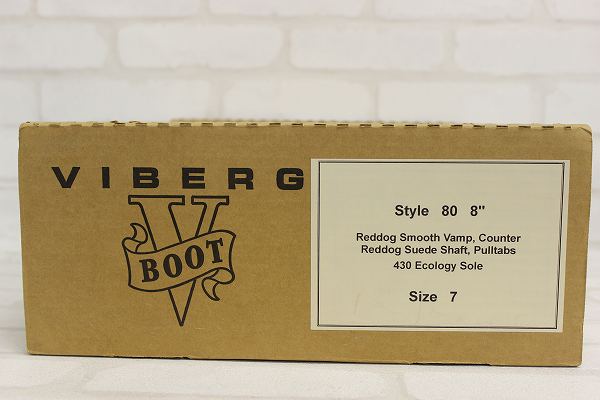 VIBERG
V
BOOT
Style 80 8"
Reddog Smooth Vamp, Counter
Reddog Suede Shaft, Pulltabs
430 Ecology Sole
Size 7